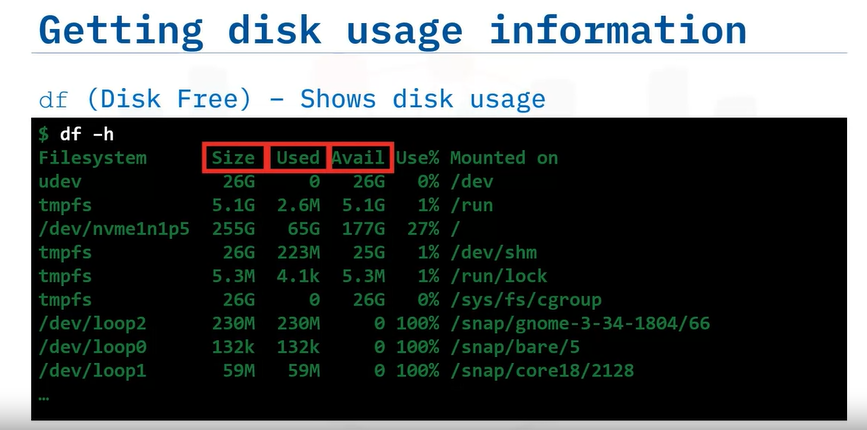 Getting disk usage information
df (Disk Free) – Shows disk usage
$ df –h
Filesystem Size Used Avail Use% Mounted on
udev 26G 0 26G 0% /dev
tmpfs 5.1G 2.6M 5.1G 1% /run
/dev/nvme1n1p5 255G 65G 177G 27% /
tmpfs 26G 223M 25G 1% /dev/shm
tmpfs 5.3M 4.1k 5.3M 1% /run/lock
tmpfs 26G 0 26G 0% /sys/fs/cgroup
/dev/loop2 230M 230M 0 100% /snap/gnome-3-34-1804/66
/dev/loop0 132k 132k 0 100% /snap/bare/5
/dev/loop1 59M 59M 0 100% /snap/core18/2128
…